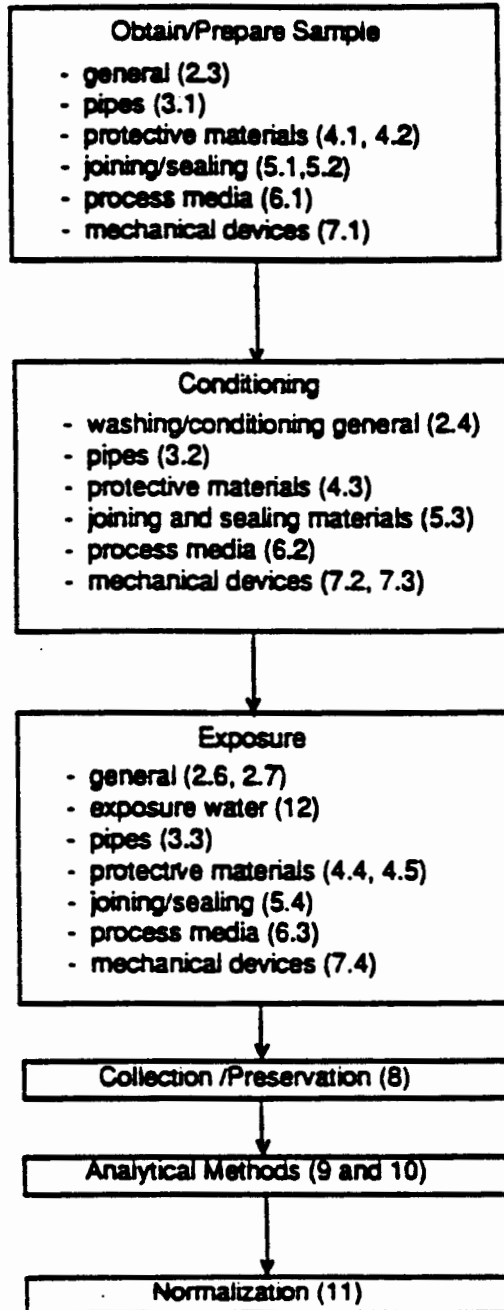 Obtain/Prepare Sample
- general (2.3)
- pipes (3.1)
- protective materials (4.1, 4.2)
- joining/sealing (5.1,5.2)
- process media (6.1)
- mechanical devices (7.1)
Conditioning
- washing/conditioning general (2.4)
- pipes (3.2)
- protective materials (4.3)
- joining and sealing materials (5.3)
- process media (6.2)
- mechanical devices (7.2, 7.3)
Exposure
- general (2.6, 2.7)
- exposure water (12)
- pipes (3.3)
- protective materials (4.4, 4.5)
- joining/sealing (5.4)
- process media (6.3)
- mechanical devices (7.4)
Collection /Preservation (8)
Analytical Methods (9 and 10)
Normalization (11)